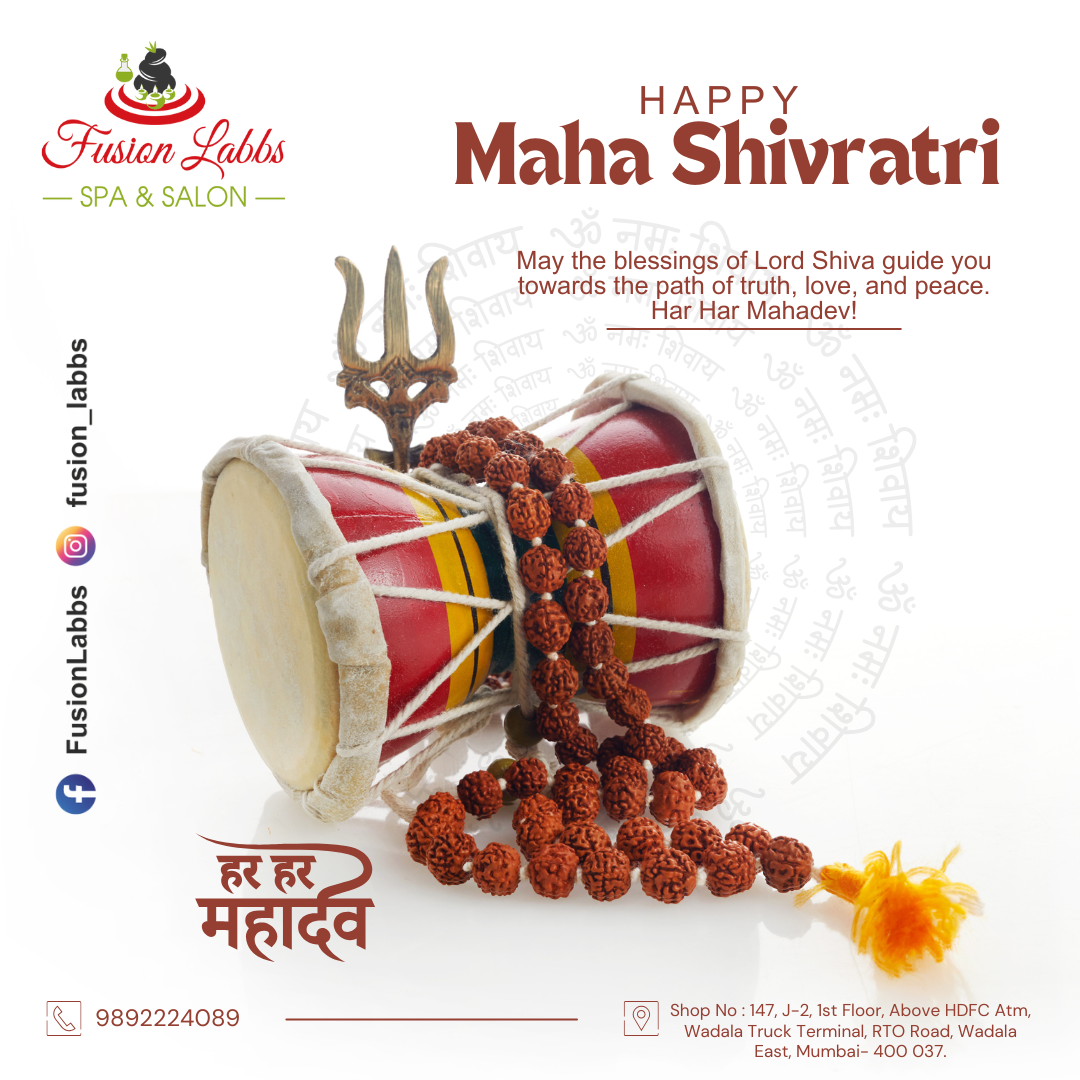 Fusion Labbs
SPA & SALON
HAPPY
Maha Shivratri
May the blessings of Lord Shiva guide you
towards the path of truth, love, and peace.
Har Har Mahadev!
ॐ नमः शिवाय
fusion_labbs
FusionLabbs
हर हर
महादेव
9892224089
Shop No : 147, J-2, 1st Floor, Above HDFC Atm,
Wadala Truck Terminal, RTO Road, Wadala
East, Mumbai- 400 037.